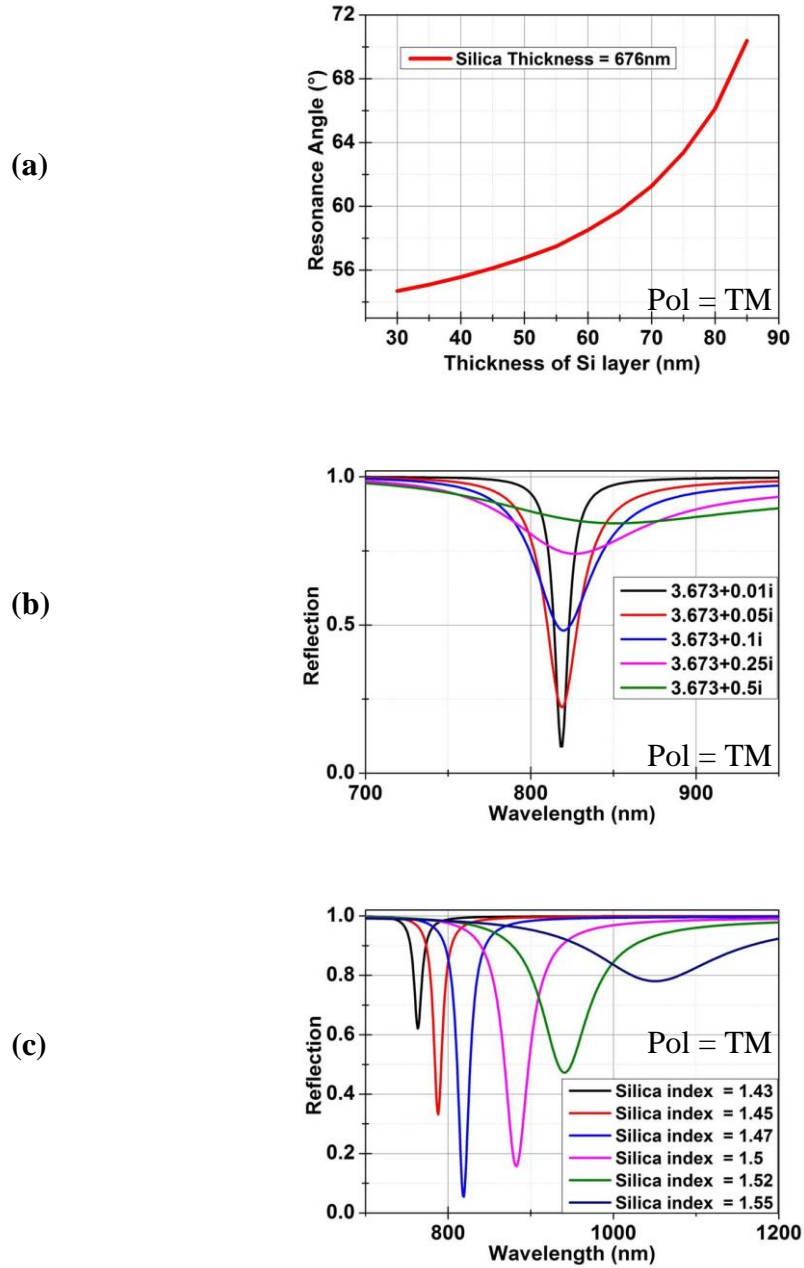 (a)
72
68
64
60
56
Resonance Angle (°)
Silica Thickness = 676nm
Pol = TM
30 40 50 60 70 80 90
Thickness of Si layer (nm)
(b)
1.0
0.5
0.0
Reflection
3.673+0.01i
3.673+0.05i
3.673+0.1i
3.673+0.25i
3.673+0.5i
Pol = TM
700 800 900
Wavelength (nm)
(c)
1.0
0.8
0.6
0.4
0.2
0.0
Reflection
Pol = TM
Silica index = 1.43
Silica index = 1.45
Silica index = 1.47
Silica index = 1.5
Silica index = 1.52
Silica index = 1.55
800 1000 1200
Wavelength (nm)